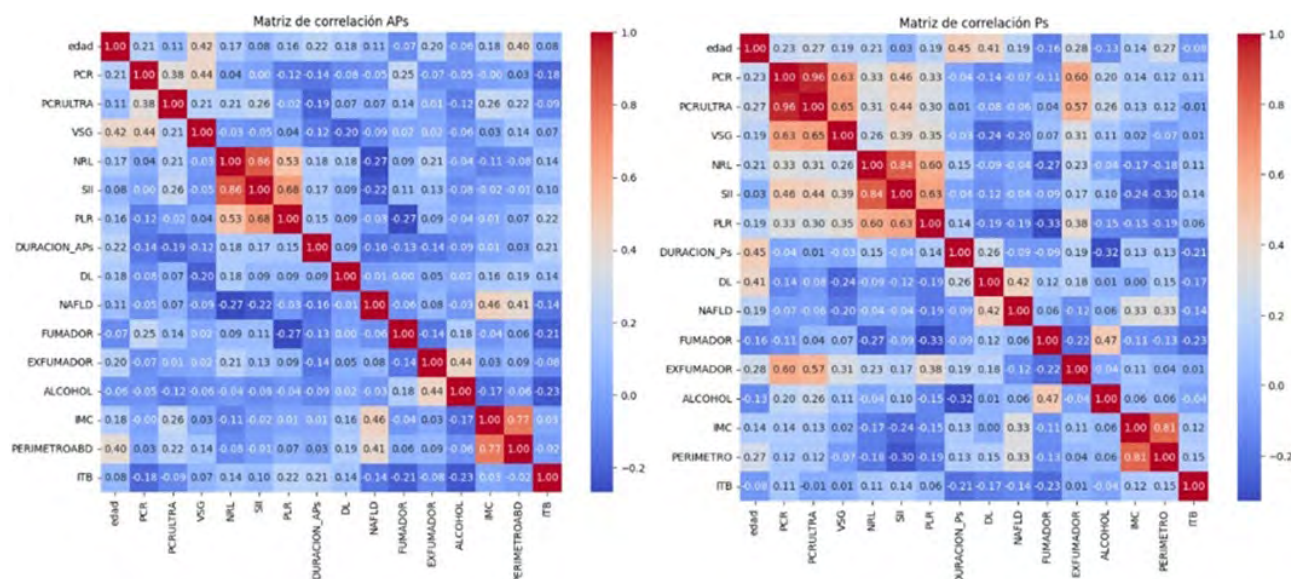 Matriz de correlación APs
edad 1.00 0.21 0.11 0.42 0.17 0.08 0.16 0.22 0.18 0.11 -0.07 0.20 -0.06 0.18 0.40 0.08
PCR 0.21 1.00 0.38 0.44 0.04 0.00 -0.12 -0.14 -0.08 -0.05 0.25 -0.07 -0.05 -0.00 0.03 -0.18
PCRULTRA 0.11 0.38 1.00 0.21 0.21 0.26 -0.02 -0.19 0.07 0.07 0.14 0.01 -0.12 0.26 0.22 -0.09
VSG 0.42 0.44 0.21 1.00 -0.03 -0.05 0.04 -0.12 -0.20 -0.09 0.02 0.02 -0.06 0.03 0.14 0.07
NRL 0.17 0.04 0.21 -0.03 1.00 0.86 0.53 0.18 0.18 -0.27 0.09 0.21 -0.04 -0.11 -0.08 0.14
SII 0.08 0.00 0.26 -0.05 0.86 1.00 0.68 0.17 0.09 -0.22 0.11 0.13 -0.08 -0.02 -0.01 0.10
PLR 0.16 -0.12 -0.02 0.04 0.53 0.68 1.00 0.15 0.09 -0.03 -0.27 0.09 -0.04 -0.01 0.07 0.22
DURACION_APs 0.22 -0.14 -0.19 -0.12 0.18 0.17 0.15 1.00 0.09 -0.16 -0.13 -0.14 -0.09 0.01 0.03 0.21
DL 0.18 -0.08 0.07 -0.20 0.18 0.09 0.09 0.09 1.00 -0.01 0.00 0.05 -0.02 0.16 0.19 0.14
NAFLD 0.11 -0.05 0.07 -0.09 -0.27 -0.22 -0.03 -0.16 -0.01 1.00 -0.06 0.08 -0.03 0.46 0.41 -0.14
FUMADOR -0.07 0.25 0.14 0.02 0.09 0.11 -0.27 -0.13 0.00 -0.06 1.00 -0.14 0.18 -0.04 0.06 -0.21
EXFUMADOR 0.20 -0.07 0.01 0.02 0.21 0.13 0.09 -0.14 0.05 0.08 -0.14 1.00 0.44 0.03 0.09 -0.08
ALCOHOL -0.06 -0.05 -0.12 -0.06 -0.04 -0.08 -0.04 -0.09 -0.02 -0.03 0.18 0.44 1.00 -0.17 -0.06 -0.23
IMC 0.18 -0.00 0.26 0.03 -0.11 -0.02 -0.01 0.01 0.16 0.46 -0.04 0.03 -0.17 1.00 0.77 -0.03
PERIMETROABD 0.40 0.03 0.22 0.14 -0.08 -0.01 0.07 0.03 0.19 0.41 0.06 0.09 -0.06 0.77 1.00 -0.02
ITB 0.08 -0.18 -0.09 0.07 0.14 0.10 0.22 0.21 0.14 -0.14 -0.21 -0.08 -0.23 -0.03 -0.02 1.00
edad PCR PCRULTRA VSG NRL SII PLR DURACION_APs DL NAFLD FUMADOR EXFUMADOR ALCOHOL IMC PERIMETROABD ITB
1.0
0.8
0.6
0.4
0.2
0.0
-0.2
Matriz de correlación Ps
edad 1.00 0.23 0.27 0.19 0.21 0.03 0.19 0.45 0.41 0.19 -0.16 0.28 -0.13 0.14 0.27 -0.08
PCR 0.23 1.00 0.96 0.63 0.33 0.46 0.33 -0.04 -0.14 -0.07 -0.11 0.60 0.20 0.14 0.12 0.11
PCRULTRA 0.27 0.96 1.00 0.65 0.31 0.44 0.30 0.01 -0.08 -0.06 0.04 0.57 0.26 0.13 0.12 -0.01
VSG 0.19 0.63 0.65 1.00 0.26 0.39 0.35 -0.03 -0.24 -0.20 0.07 0.31 0.11 0.02 -0.07 0.01
NRL 0.21 0.33 0.31 0.26 1.00 0.84 0.60 0.15 -0.09 -0.04 -0.27 0.23 -0.04 -0.17 -0.18 0.11
SII 0.03 0.46 0.44 0.39 0.84 1.00 0.63 -0.04 -0.12 -0.04 -0.09 0.17 0.10 -0.24 -0.30 0.14
PLR 0.19 0.33 0.30 0.35 0.60 0.63 1.00 0.14 -0.19 -0.19 -0.33 0.38 -0.15 -0.15 -0.19 0.06
DURACION_Ps 0.45 -0.04 0.01 -0.03 0.15 -0.04 0.14 1.00 0.26 -0.09 -0.09 0.19 -0.32 0.13 0.13 -0.21
DL 0.41 -0.14 -0.08 -0.24 -0.09 -0.12 -0.19 0.26 1.00 0.42 0.12 0.18 0.01 0.00 0.15 -0.17
NAFLD 0.19 -0.07 -0.06 -0.20 -0.04 -0.04 -0.19 -0.09 0.42 1.00 0.06 -0.12 0.06 0.33 0.33 -0.14
FUMADOR -0.16 -0.11 0.04 0.07 -0.27 -0.09 -0.33 -0.09 0.12 0.06 1.00 -0.22 0.47 -0.11 -0.13 -0.23
EXFUMADOR 0.28 0.60 0.57 0.31 0.23 0.17 0.38 0.19 0.18 -0.12 -0.22 1.00 -0.04 0.11 0.04 0.01
ALCOHOL -0.13 0.20 0.26 0.11 -0.04 0.10 -0.15 -0.32 0.01 0.06 0.47 -0.04 1.00 0.06 0.06 -0.04
IMC 0.14 0.14 0.13 0.02 -0.17 -0.24 -0.15 0.13 0.00 0.33 -0.11 0.11 0.06 1.00 0.81 0.12
PERIMETRO 0.27 0.12 0.12 -0.07 -0.18 -0.30 -0.19 0.13 0.15 0.33 -0.13 0.04 0.06 0.81 1.00 0.15
ITB -0.08 0.11 -0.01 0.01 0.11 0.14 0.06 -0.21 -0.17 -0.14 -0.23 0.01 -0.04 0.12 0.15 1.00
edad PCR PCRULTRA VSG NRL SII PLR DURACION_Ps DL NAFLD FUMADOR EXFUMADOR ALCOHOL IMC PERIMETRO ITB
1.0
0.8
0.6
0.4
0.2
0.0
-0.2